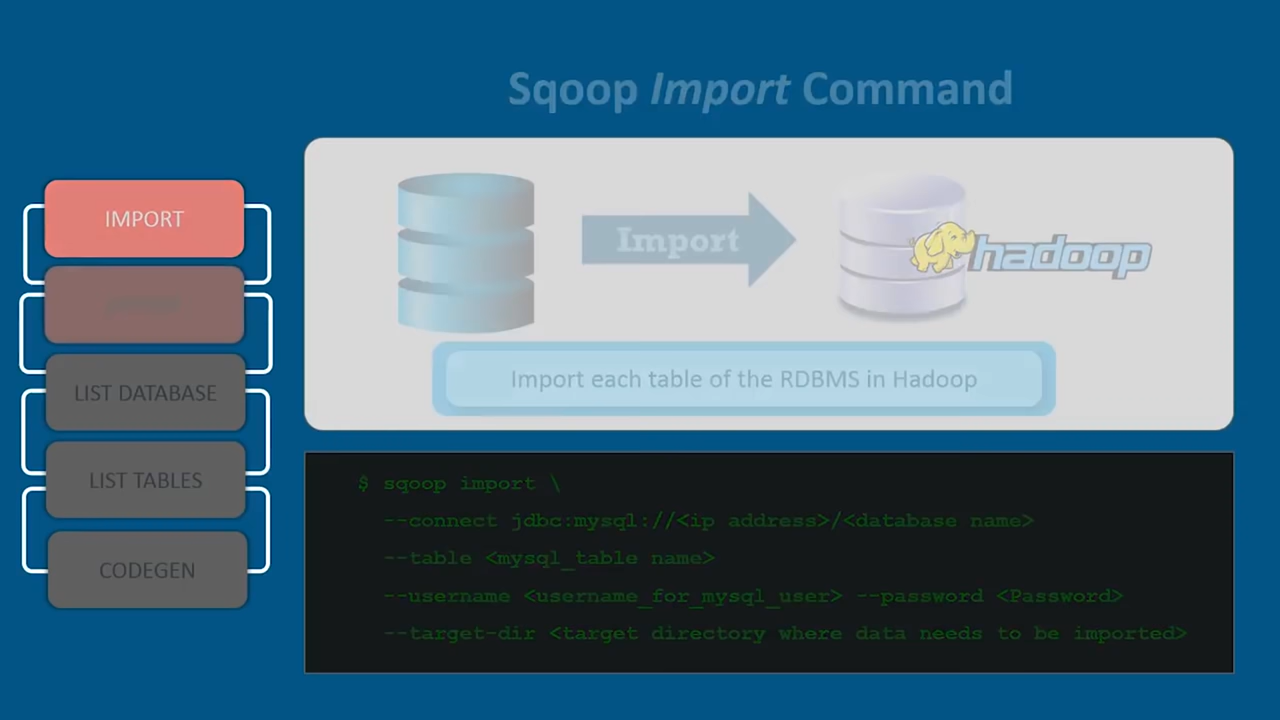 Sqoop Import Command
IMPORT
LIST DATABASE
LIST TABLES
CODEGEN
Import
hadoop
Import each table of the RDBMS in Hadoop
$ sqoop import \
--connect jdbc:mysql://<ip address>/<database name>
--table <mysql_table name>
--username <username_for_mysql_user> --password <Password>
--target-dir <target directory where data needs to be imported>